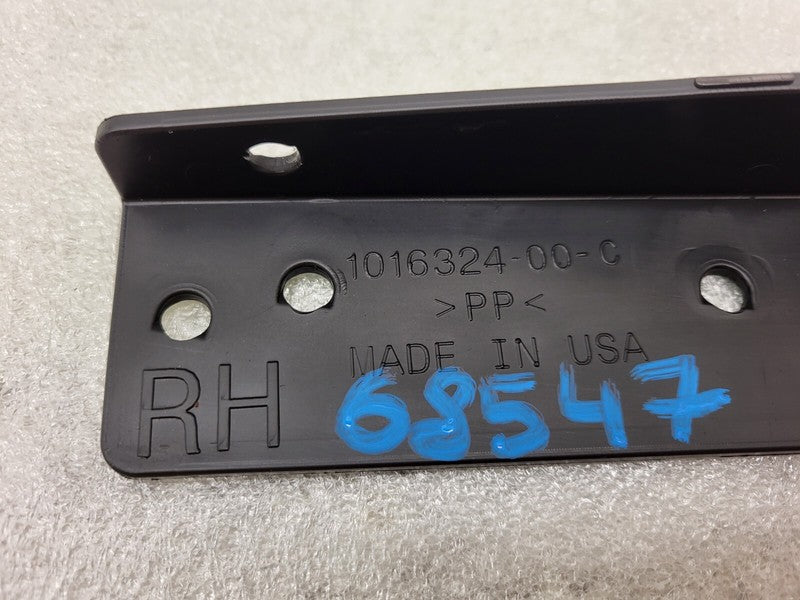 1016324-00-C
>PP<
MADE IN USA
RH 68547